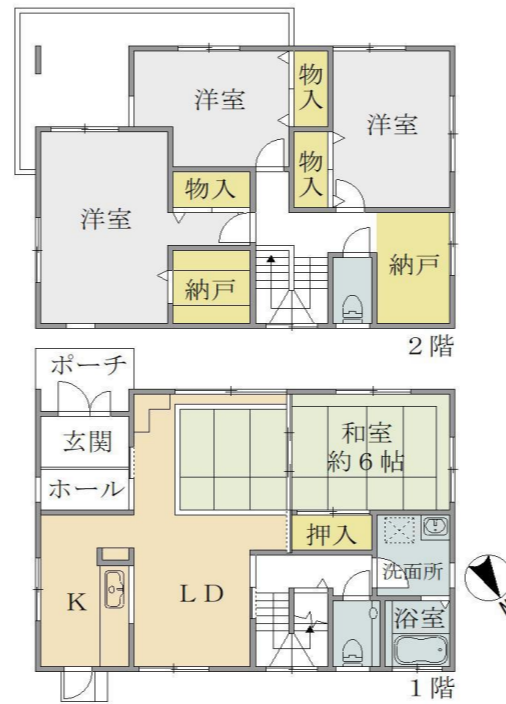 洋室
物入
洋室
物入
物入
洋室
納戸
納戸
2階
ポーチ
玄関
ホール
和室
約6帖
押入
洗面所
K
LD
浴室
N
1階